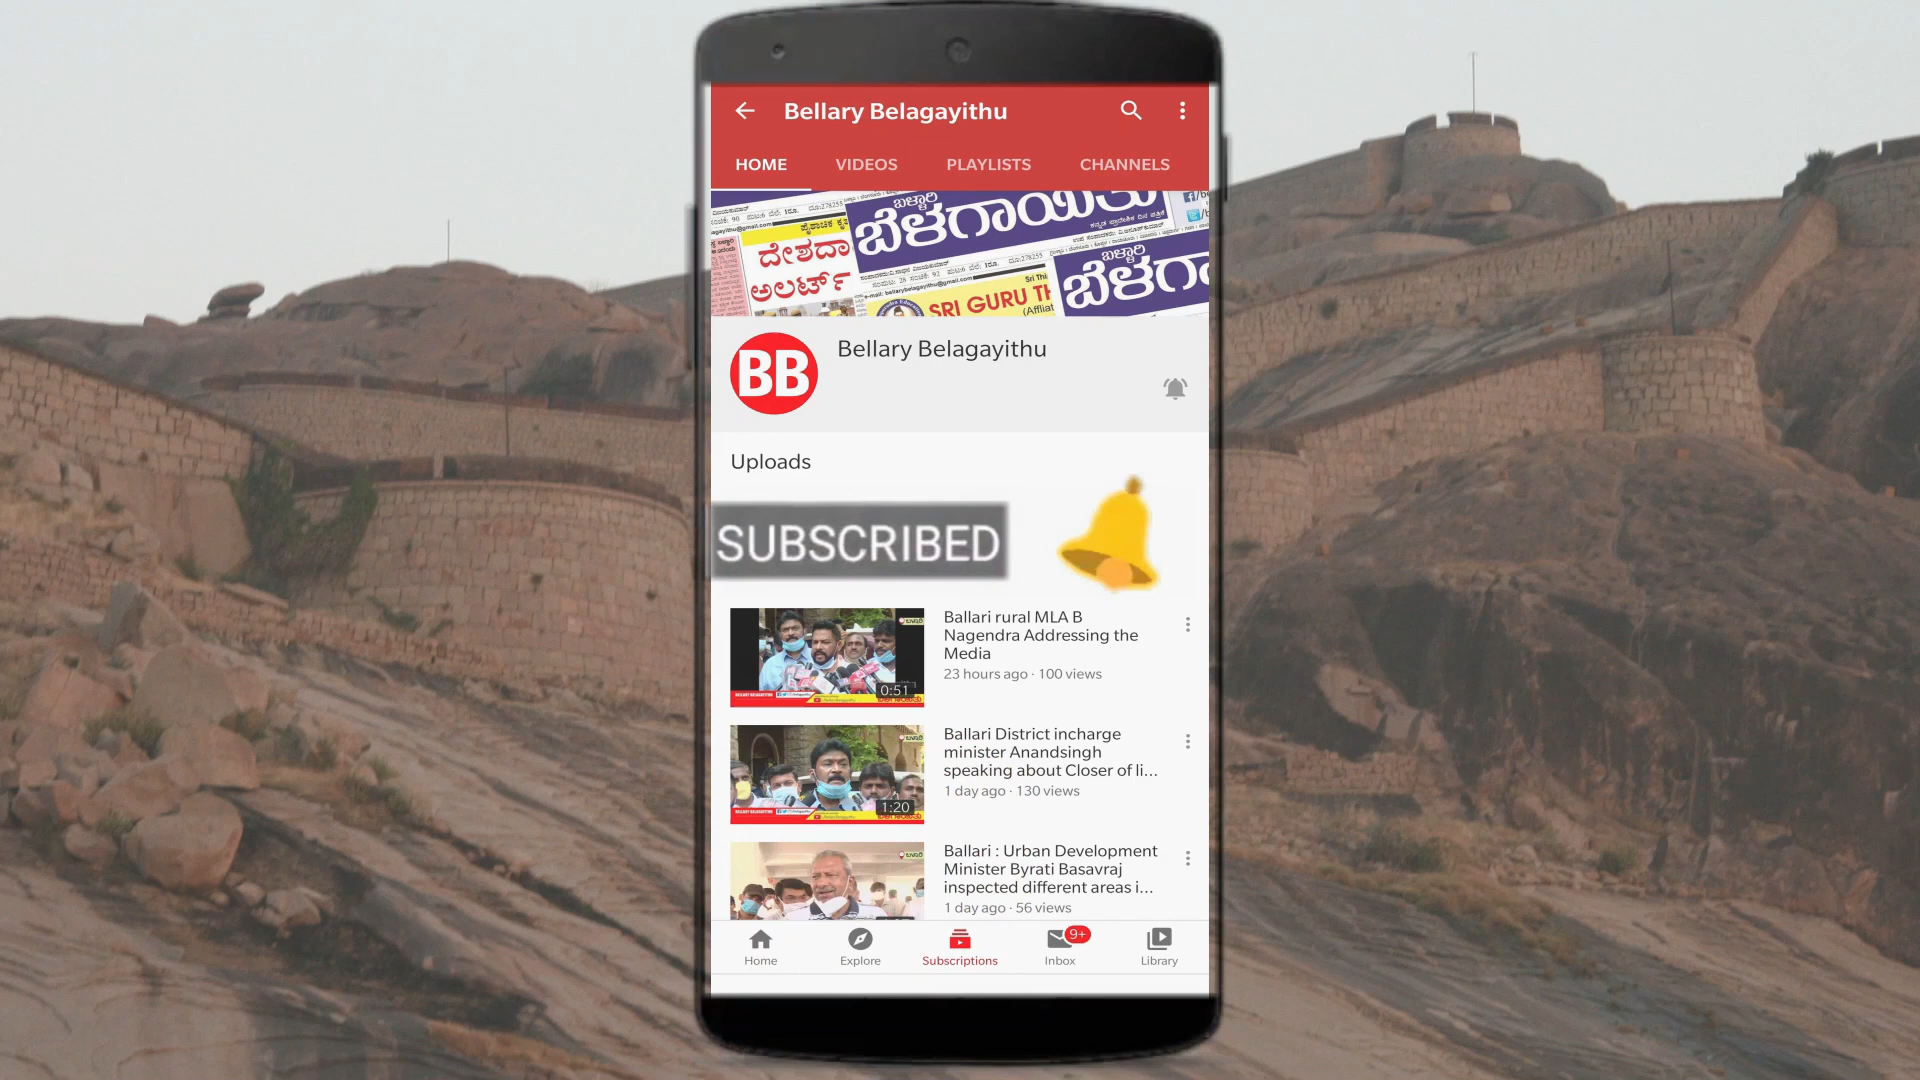 Bellary Belagayithu
HOME VIDEOS PLAYLISTS CHANNELS
ಬಳ್ಳಾರಿ
ಬೆಳಗಾಯಿತು
ದೇಶದಾ
ಅಲರ್ಟ್
ಬಳ್ಳಾರಿ
ಬೆಳಗಾ
SRI GURU TH
(Affliat
Bellary Belagayithu
BB
Uploads
SUBSCRIBED
Ballari rural MLA B
Nagendra Addressing the
Media
23 hours ago · 100 views
0:51
Ballari District incharge
minister Anandsingh
speaking about Closer of li...
1 day ago · 130 views
1:20
Ballari : Urban Development
Minister Byrati Basavraj
inspected different areas i...
1 day ago · 56 views
9+
Home Explore Subscriptions Inbox Library